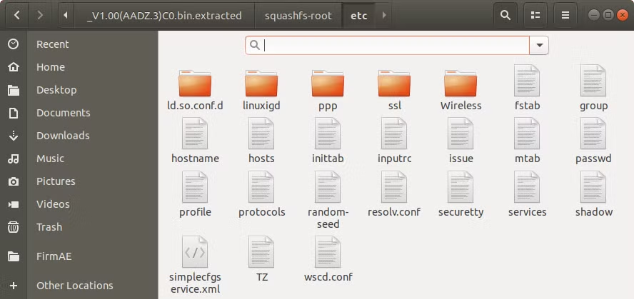 _V1.00(AADZ.3)C0.bin.extracted squashfs-root etc
Recent
Home
Desktop
Documents
Downloads
Music
Pictures
Videos
Trash
FirmAE
Other Locations
ld.so.conf.d linuxigd ppp ssl Wireless fstab group
hostname hosts inittab inputrc issue mtab passwd
profile protocols random-seed resolv.conf securetty services shadow
simplecfgservice.xml TZ wscd.conf